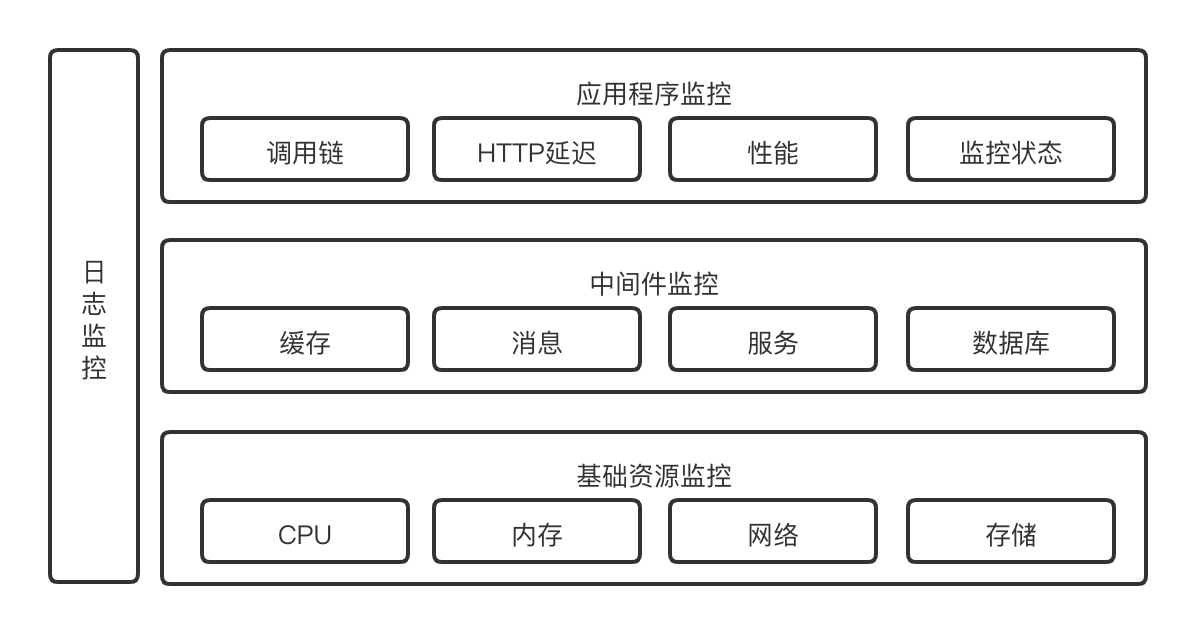 日
志
监
控
应用程序监控
调用链
HTTP延迟
性能
监控状态
中间件监控
缓存
消息
服务
数据库
基础资源监控
CPU
内存
网络
存储